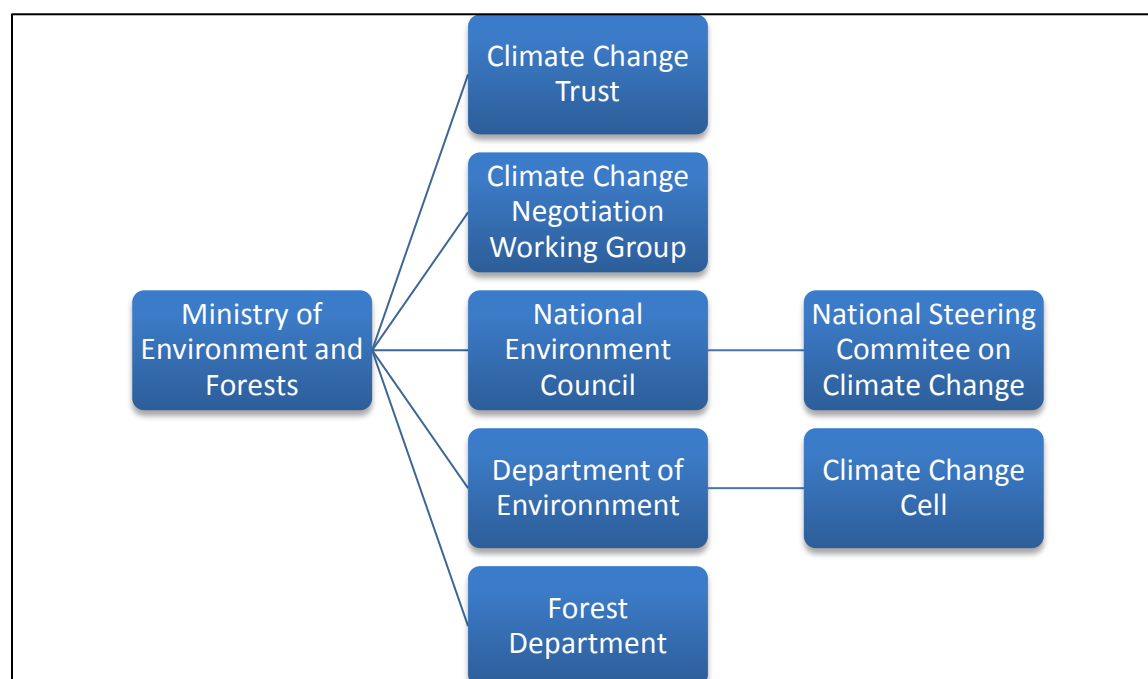 Climate Change
Trust
Climate Change
Negotiation
Working Group
Ministry of
Environment and
Forests
National
Environment
Council
National Steering
Commitee on
Climate Change
Department of
Environnment
Climate Change
Cell
Forest
Department